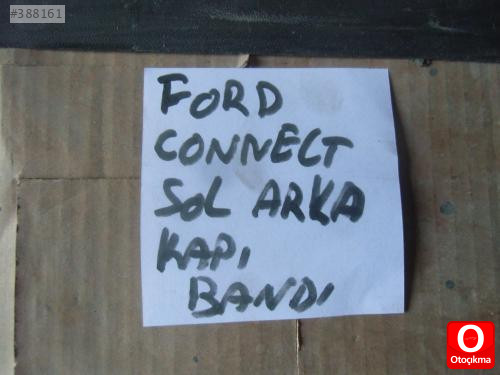 #388161
FORD
CONNECT
SOL ARKA
KAPI
BANDI
O
Otoçıkma